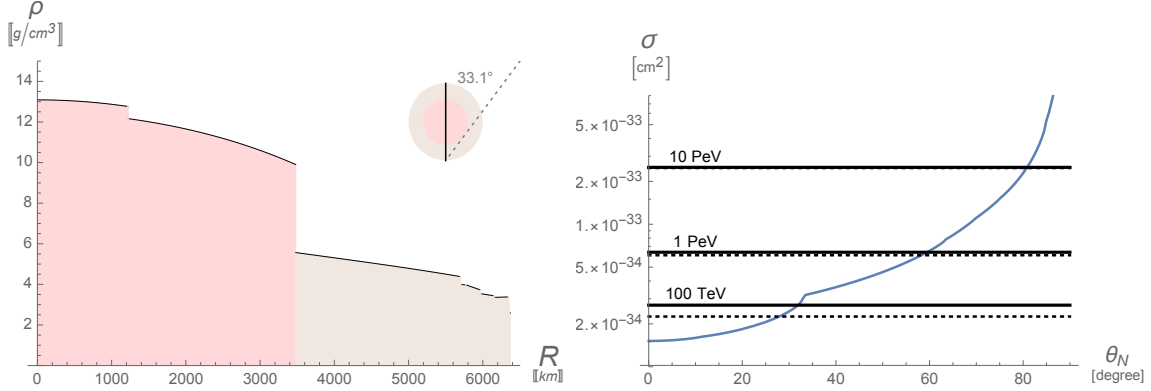 ρ
⟦g/cm³⟧
14
12
10
8
6
4
2
0 1000 2000 3000 4000 5000 6000
R
⟦km⟧
33.1°
σ
[cm²]
5.×10⁻³³
2.×10⁻³³
1.×10⁻³³
5.×10⁻³⁴
2.×10⁻³⁴
10 PeV
1 PeV
100 TeV
0 20 40 60 80
θ_N
[degree]